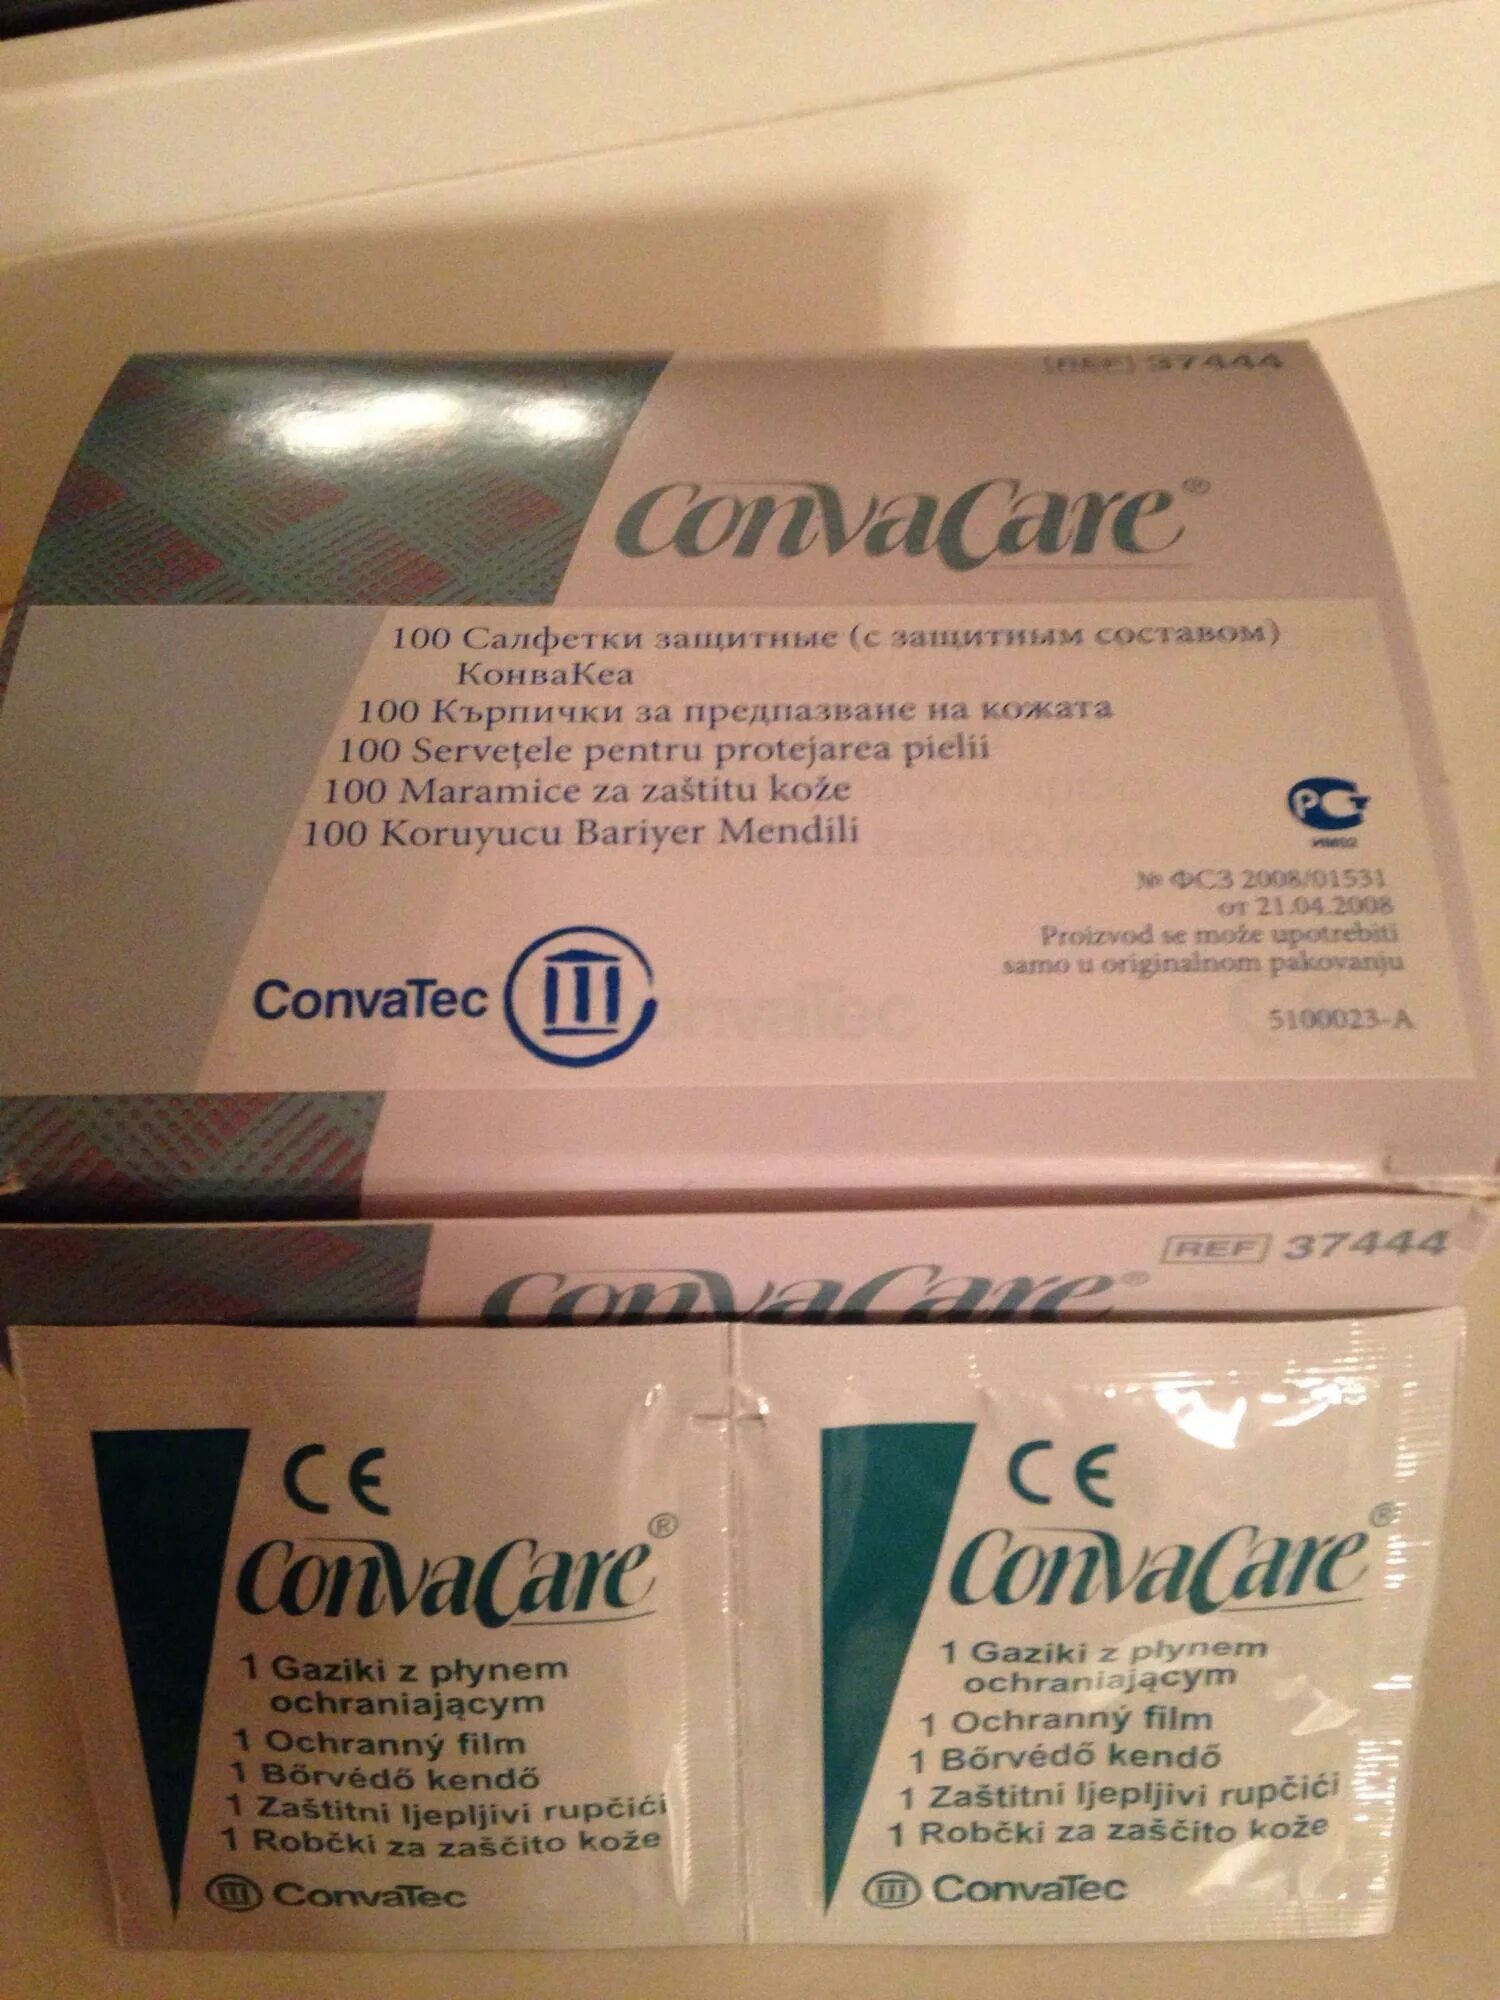 REF 37444
ConvaCare®
100 Салфетки защитные (с защитным составом)
КонваКеа
100 Кърпички за предпазване на кожата
100 Servețele pentru protejarea pielii
100 Maramice za zaštitu kože
100 Koruyucu Bariyer Mendili
РСТ
ИМ02
№ ФСЗ 2008/01531
от 21.04.2008
Proizvod se može upotrebiti
samo u originalnom pakovanju
ConvaTec
5100023-A
REF 37444
ConvaCare®
CE
ConvaCare®
1 Gaziki z płynem
ochraniającym
1 Ochranný film
1 Bőrvédő kendő
1 Zaštitni ljepljivi rupčići
1 Robčki za zaščito kože
ConvaTec
CE
ConvaCare®
1 Gaziki z płynem
ochraniającym
1 Ochranný film
1 Bőrvédő kendő
1 Zaštitni ljepljivi rupčići
1 Robčki za zaščito kože
ConvaTec